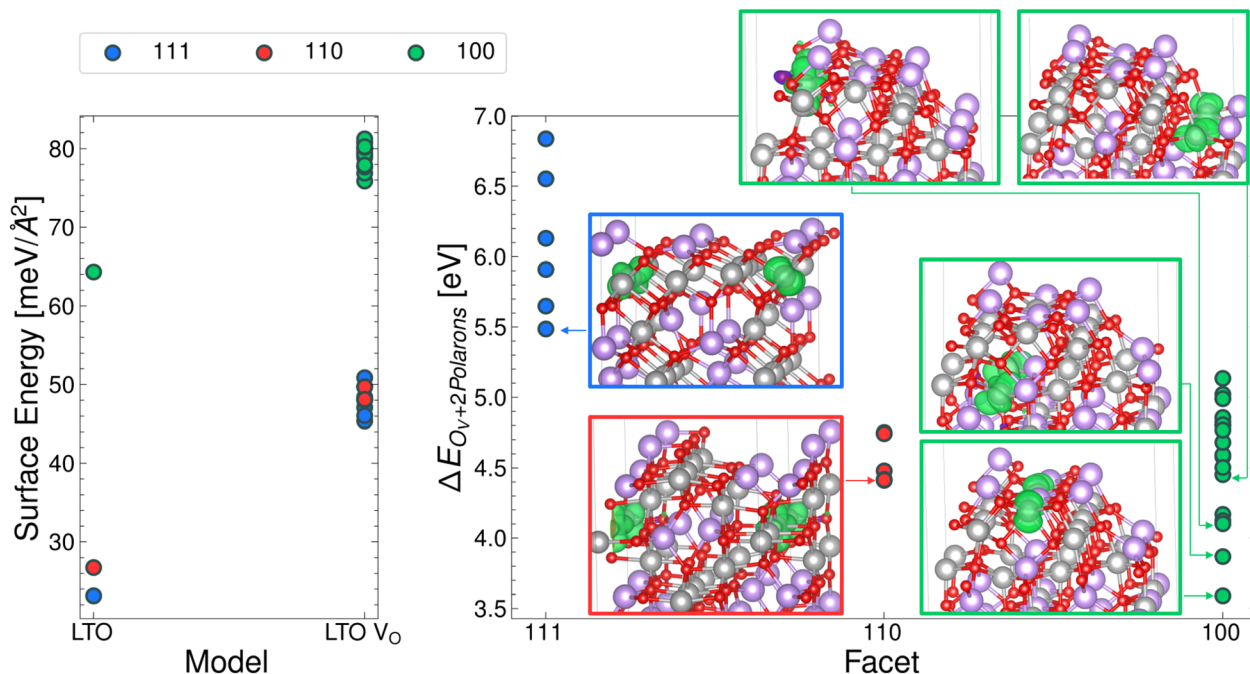 111 110 100
80
70
60
50
40
30
Surface Energy [meV/Å²]
LTO LTO V_O
Model
7.0
6.5
6.0
5.5
5.0
4.5
4.0
3.5
ΔE_{O_V+2Polarons} [eV]
111 110 100
Facet